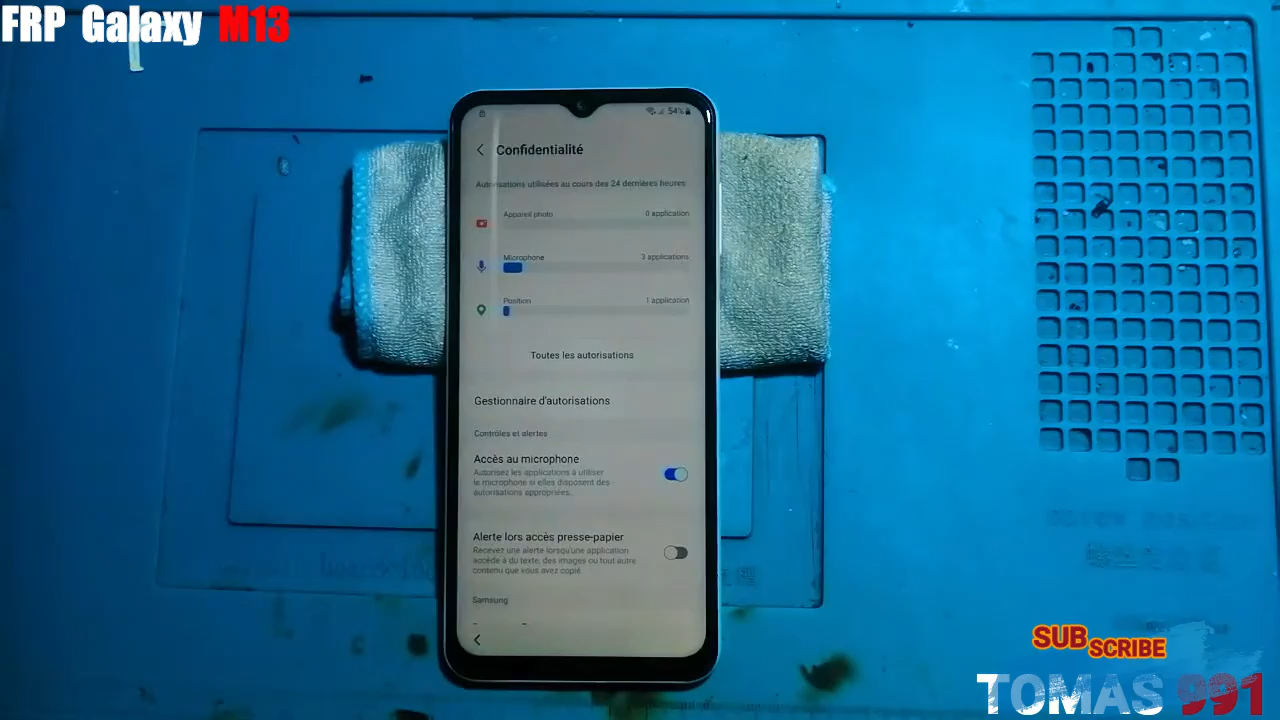 FRP Galaxy M13
54%
Confidentialité
Autorisations utilisées au cours des 24 dernières heures
Appareil photo
0 application
Microphone
3 applications
Position
1 application
Toutes les autorisations
Gestionnaire d'autorisations
Contrôles et alertes
Accès au microphone
Autorisez les applications à utiliser
le microphone si elles disposent des
autorisations appropriées.
Alerte lors accès presse-papier
Recevez une alerte lorsqu'une application
accède à du texte, des images ou tout autre
contenu que vous avez copié.
Samsung
SUBSCRIBE
TOMAS 991